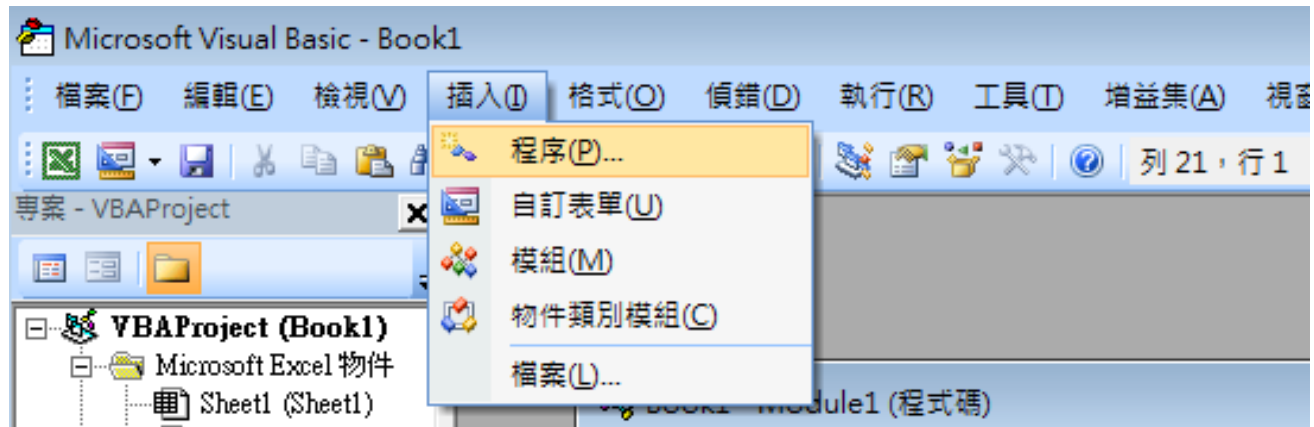 Microsoft Visual Basic - Book1
檔案(F) 編輯(E) 檢視(V) 插入(I) 格式(O) 偵錯(D) 執行(R) 工具(T) 增益集(A)
程序(P)...
列 21，行 1
專案 - VBAProject
自訂表單(U)
模組(M)
物件類別模組(C)
VBAProject (Book1)
Microsoft Excel 物件
檔案(L)...
Sheet1 (Sheet1)
Book1 - Module1 (程式碼)